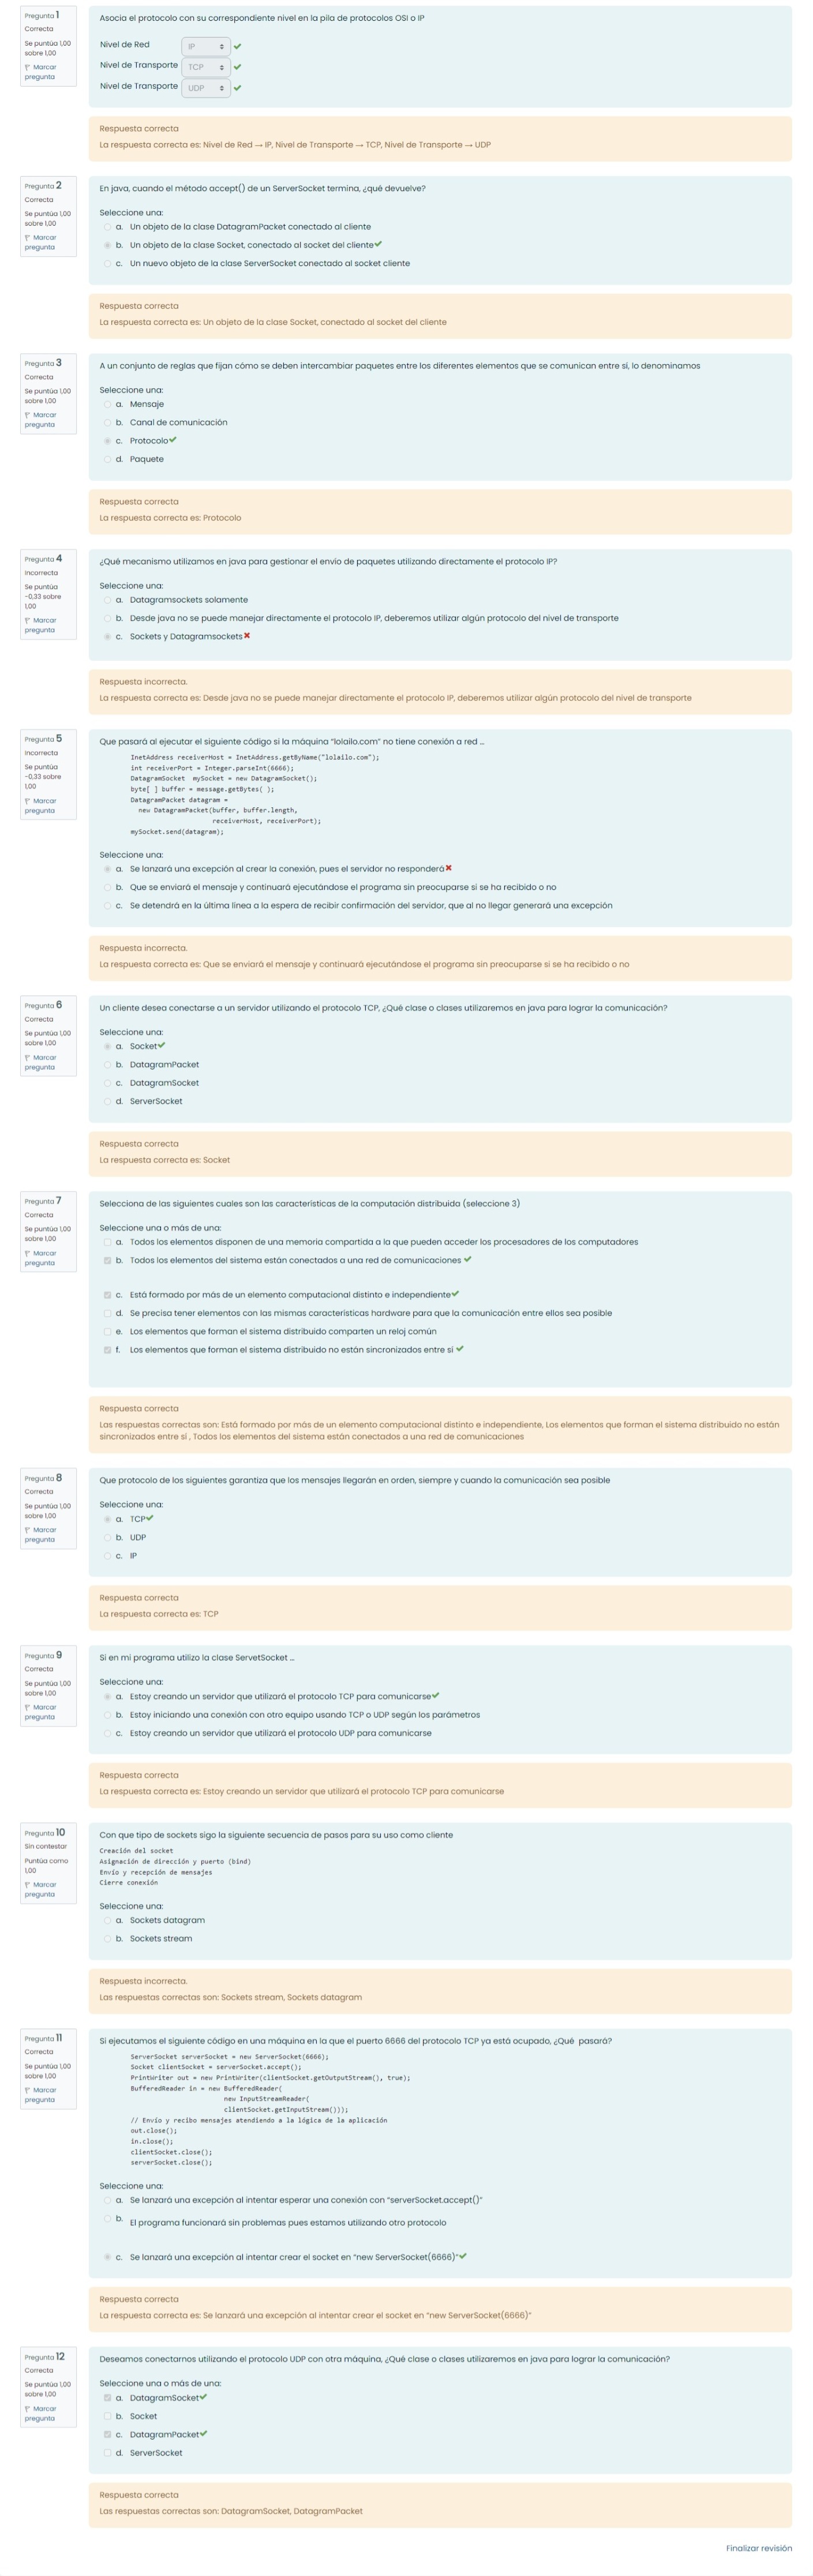 Pregunta 1
Correcta
Se puntúa 1,00
sobre 1,00
Marcar
pregunta
Asocia el protocolo con su correspondiente nivel en la pila de protocolos OSI o IP
Nivel de Red IP
Nivel de Transporte TCP
Nivel de Transporte UDP
Respuesta correcta
La respuesta correcta es: Nivel de Red → IP, Nivel de Transporte → TCP, Nivel de Transporte → UDP
Pregunta 2
Correcta
Se puntúa 1,00
sobre 1,00
Marcar
pregunta
En java, cuando el método accept() de un ServerSocket termina, ¿qué devuelve?
Seleccione una:
a. Un objeto de la clase DatagramPacket conectado al cliente
b. Un objeto de la clase Socket, conectado al socket del cliente
c. Un nuevo objeto de la clase ServerSocket conectado al socket cliente
Respuesta correcta
La respuesta correcta es: Un objeto de la clase Socket, conectado al socket del cliente
Pregunta 3
Correcta
Se puntúa 1,00
sobre 1,00
Marcar
pregunta
A un conjunto de reglas que fijan cómo se deben intercambiar paquetes entre los diferentes elementos que se comunican entre sí, lo denominamos
Seleccione una:
a. Mensaje
b. Canal de comunicación
c. Protocolo
d. Paquete
Respuesta correcta
La respuesta correcta es: Protocolo
Pregunta 4
Incorrecta
Se puntúa
-0,33 sobre
1,00
Marcar
pregunta
¿Qué mecanismo utilizamos en java para gestionar el envío de paquetes utilizando directamente el protocolo IP?
Seleccione una:
a. Datagramsockets solamente
b. Desde java no se puede manejar directamente el protocolo IP, deberemos utilizar algún protocolo del nivel de transporte
c. Sockets y Datagramsockets
Respuesta incorrecta.
La respuesta correcta es: Desde java no se puede manejar directamente el protocolo IP, deberemos utilizar algún protocolo del nivel de transporte
Pregunta 5
Incorrecta
Se puntúa
-0,33 sobre
1,00
Marcar
pregunta
Que pasará al ejecutar el siguiente código si la máquina "lolailo.com" no tiene conexión a red ...
InetAddress receiverHost = InetAddress.getByName("lolailo.com");
int receiverPort = Integer.parseInt(6666);
DatagramSocket  mySocket = new DatagramSocket();
byte[ ] buffer = message.getBytes( );
DatagramPacket datagram =
new DatagramPacket(buffer, buffer.length,
receiverHost, receiverPort);
mySocket.send(datagram);
Seleccione una:
a. Se lanzará una excepción al crear la conexión, pues el servidor no responderá
b. Que se enviará el mensaje y continuará ejecutándose el programa sin preocuparse si se ha recibido o no
c. Se detendrá en la última línea a la espera de recibir confirmación del servidor, que al no llegar generará una excepción
Respuesta incorrecta.
La respuesta correcta es: Que se enviará el mensaje y continuará ejecutándose el programa sin preocuparse si se ha recibido o no
Pregunta 6
Correcta
Se puntúa 1,00
sobre 1,00
Marcar
pregunta
Un cliente desea conectarse a un servidor utilizando el protocolo TCP, ¿Qué clase o clases utilizaremos en java para lograr la comunicación?
Seleccione una:
a. Socket
b. DatagramPacket
c. DatagramSocket
d. ServerSocket
Respuesta correcta
La respuesta correcta es: Socket
Pregunta 7
Correcta
Se puntúa 1,00
sobre 1,00
Marcar
pregunta
Selecciona de las siguientes cuales son las características de la computación distribuida (seleccione 3)
Seleccione una o más de una:
a. Todos los elementos disponen de una memoria compartida a la que pueden acceder los procesadores de los computadores
b. Todos los elementos del sistema están conectados a una red de comunicaciones
c. Está formado por más de un elemento computacional distinto e independiente
d. Se precisa tener elementos con las mismas características hardware para que la comunicación entre ellos sea posible
e. Los elementos que forman el sistema distribuido comparten un reloj común
f. Los elementos que forman el sistema distribuido no están sincronizados entre sí
Respuesta correcta
Las respuestas correctas son: Está formado por más de un elemento computacional distinto e independiente, Los elementos que forman el sistema distribuido no están
sincronizados entre sí , Todos los elementos del sistema están conectados a una red de comunicaciones
Pregunta 8
Correcta
Se puntúa 1,00
sobre 1,00
Marcar
pregunta
Que protocolo de los siguientes garantiza que los mensajes llegarán en orden, siempre y cuando la comunicación sea posible
Seleccione una:
a. TCP
b. UDP
c. IP
Respuesta correcta
La respuesta correcta es: TCP
Pregunta 9
Correcta
Se puntúa 1,00
sobre 1,00
Marcar
pregunta
Si en mi programa utilizo la clase ServetSocket ...
Seleccione una:
a. Estoy creando un servidor que utilizará el protocolo TCP para comunicarse
b. Estoy iniciando una conexión con otro equipo usando TCP o UDP según los parámetros
c. Estoy creando un servidor que utilizará el protocolo UDP para comunicarse
Respuesta correcta
La respuesta correcta es: Estoy creando un servidor que utilizará el protocolo TCP para comunicarse
Pregunta 10
Sin contestar
Puntúa como
1,00
Marcar
pregunta
Con que tipo de sockets sigo la siguiente secuencia de pasos para su uso como cliente
Creación del socket
Asignación de dirección y puerto (bind)
Envío y recepción de mensajes
Cierre conexión
Seleccione una:
a. Sockets datagram
b. Sockets stream
Respuesta incorrecta.
Las respuestas correctas son: Sockets stream, Sockets datagram
Pregunta 11
Correcta
Se puntúa 1,00
sobre 1,00
Marcar
pregunta
Si ejecutamos el siguiente código en una máquina en la que el puerto 6666 del protocolo TCP ya está ocupado, ¿Qué  pasará?
ServerSocket serverSocket = new ServerSocket(6666);
Socket clientSocket = serverSocket.accept();
PrintWriter out = new PrintWriter(clientSocket.getOutputStream(), true);
BufferedReader in = new BufferedReader(
new InputStreamReader(
clientSocket.getInputStream()));
// Envío y recibo mensajes atendiendo a la lógica de la aplicación
out.close();
in.close();
clientSocket.close();
serverSocket.close();
Seleccione una:
a. Se lanzará una excepción al intentar esperar una conexión con "serverSocket.accept()"
b. El programa funcionará sin problemas pues estamos utilizando otro protocolo
c. Se lanzará una excepción al intentar crear el socket en "new ServerSocket(6666)"
Respuesta correcta
La respuesta correcta es: Se lanzará una excepción al intentar crear el socket en "new ServerSocket(6666)"
Pregunta 12
Correcta
Se puntúa 1,00
sobre 1,00
Marcar
pregunta
Deseamos conectarnos utilizando el protocolo UDP con otra máquina, ¿Qué clase o clases utilizaremos en java para lograr la comunicación?
Seleccione una o más de una:
a. DatagramSocket
b. Socket
c. DatagramPacket
d. ServerSocket
Respuesta correcta
Las respuestas correctas son: DatagramSocket, DatagramPacket
Finalizar revisión